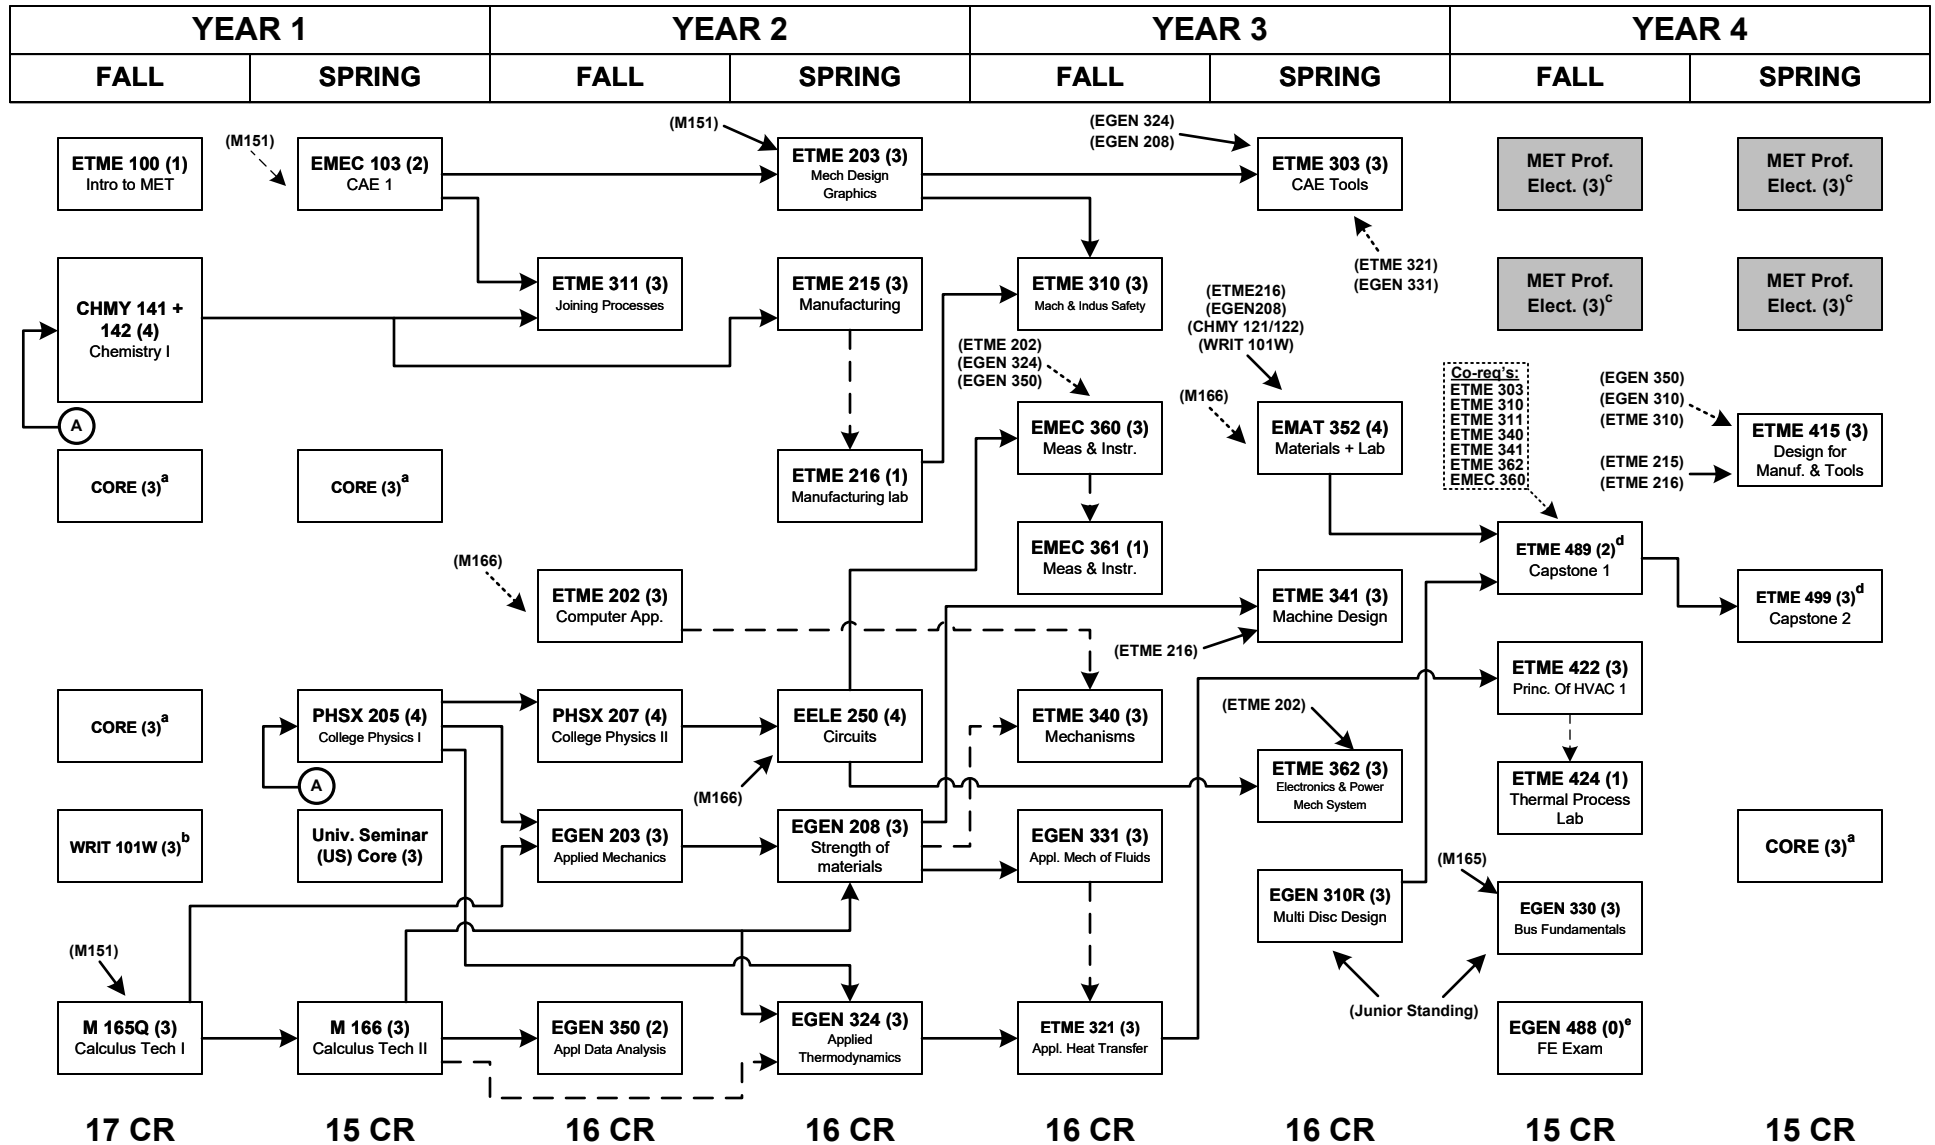 YEAR 1
YEAR 2
YEAR 3
YEAR 4
FALL
SPRING
FALL
SPRING
FALL
SPRING
FALL
SPRING
ETME 100 (1)
Intro to MET
CHMY 141 +
142 (4)
Chemistry I
A
CORE (3)a
CORE (3)a
WRIT 101W (3)b
(M151)
M 165Q (3)
Calculus Tech I
17 CR
(M151)
EMEC 103 (2)
CAE 1
CORE (3)a
PHSX 205 (4)
College Physics I
A
Univ. Seminar
(US) Core (3)
M 166 (3)
Calculus Tech II
15 CR
ETME 311 (3)
Joining Processes
(M166)
ETME 202 (3)
Computer App.
PHSX 207 (4)
College Physics II
EGEN 203 (3)
Applied Mechanics
EGEN 350 (2)
Appl Data Analysis
16 CR
(M151)
ETME 203 (3)
Mech Design
Graphics
ETME 215 (3)
Manufacturing
ETME 216 (1)
Manufacturing lab
EELE 250 (4)
Circuits
(M166)
EGEN 208 (3)
Strength of
materials
EGEN 324 (3)
Applied
Thermodynamics
16 CR
ETME 310 (3)
Mach & Indus Safety
(ETME 202)
(EGEN 324)
(EGEN 350)
EMEC 360 (3)
Meas & Instr.
EMEC 361 (1)
Meas & Instr.
ETME 340 (3)
Mechanisms
EGEN 331 (3)
Appl. Mech of Fluids
ETME 321 (3)
Appl. Heat Transfer
16 CR
(EGEN 324)
(EGEN 208)
ETME 303 (3)
CAE Tools
(ETME 321)
(EGEN 331)
(ETME216)
(EGEN208)
(CHMY 121/122)
(WRIT 101W)
(M166)
EMAT 352 (4)
Materials + Lab
ETME 341 (3)
Machine Design
(ETME 216)
(ETME 202)
ETME 362 (3)
Electronics & Power
Mech System
EGEN 310R (3)
Multi Disc Design
(Junior Standing)
16 CR
MET Prof.
Elect. (3)c
MET Prof.
Elect. (3)c
Co-req's:
ETME 303
ETME 310
ETME 311
ETME 340
ETME 341
ETME 362
EMEC 360
ETME 489 (2)d
Capstone 1
ETME 422 (3)
Princ. Of HVAC 1
ETME 424 (1)
Thermal Process
Lab
(M165)
EGEN 330 (3)
Bus Fundamentals
EGEN 488 (0)e
FE Exam
15 CR
MET Prof.
Elect. (3)c
MET Prof.
Elect. (3)c
(EGEN 350)
(EGEN 310)
(ETME 310)
(ETME 215)
(ETME 216)
ETME 415 (3)
Design for
Manuf. & Tools
ETME 499 (3)d
Capstone 2
CORE (3)a
15 CR